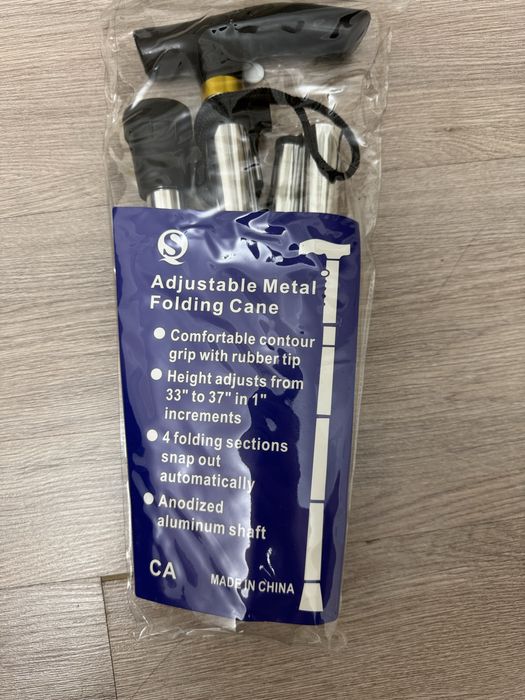 S
Adjustable Metal
Folding Cane
Comfortable contour
grip with rubber tip
Height adjusts from
33" to 37" in 1"
increments
4 folding sections
snap out
automatically
Anodized
aluminum shaft
CA
MADE IN CHINA